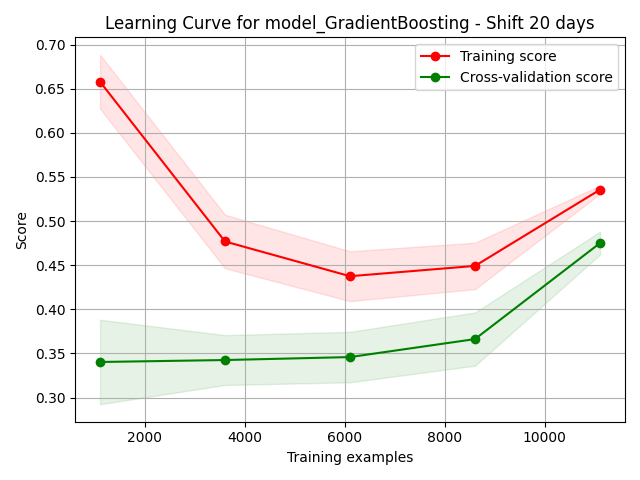 Learning Curve for model_GradientBoosting - Shift 20 days
Training score
Cross-validation score
Score
0.70
0.65
0.60
0.55
0.50
0.45
0.40
0.35
0.30
2000 4000 6000 8000 10000
Training examples